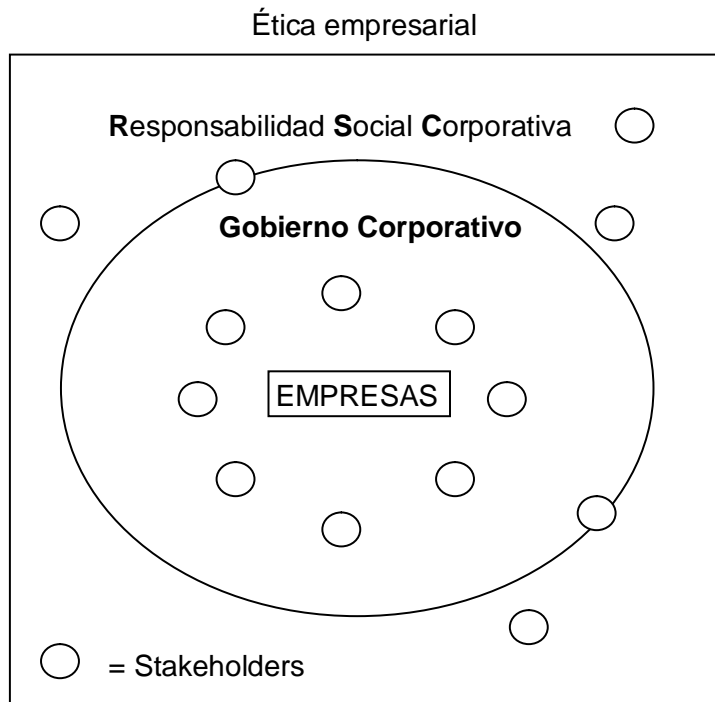 Ética empresarial
Responsabilidad Social Corporativa
Gobierno Corporativo
EMPRESAS
= Stakeholders